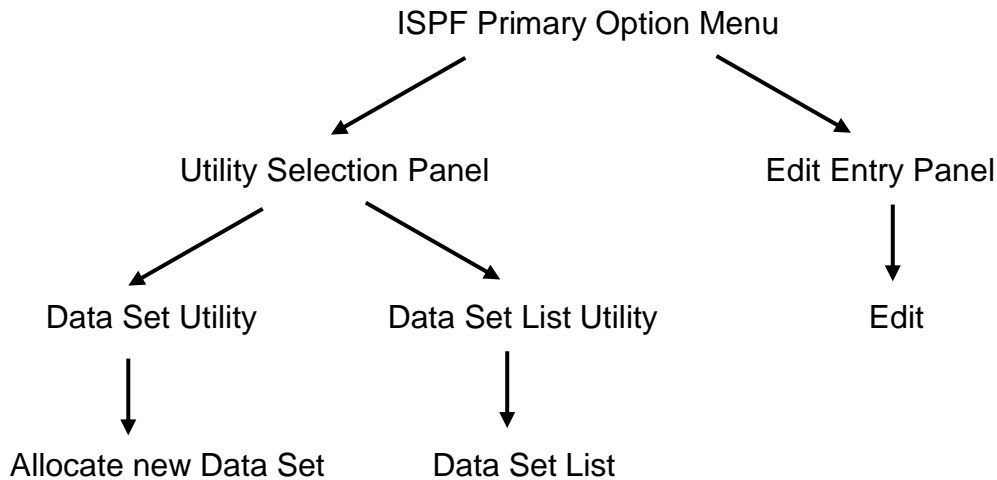 ISPF Primary Option Menu
Utility Selection Panel
Edit Entry Panel
Data Set Utility
Data Set List Utility
Edit
Allocate new Data Set
Data Set List